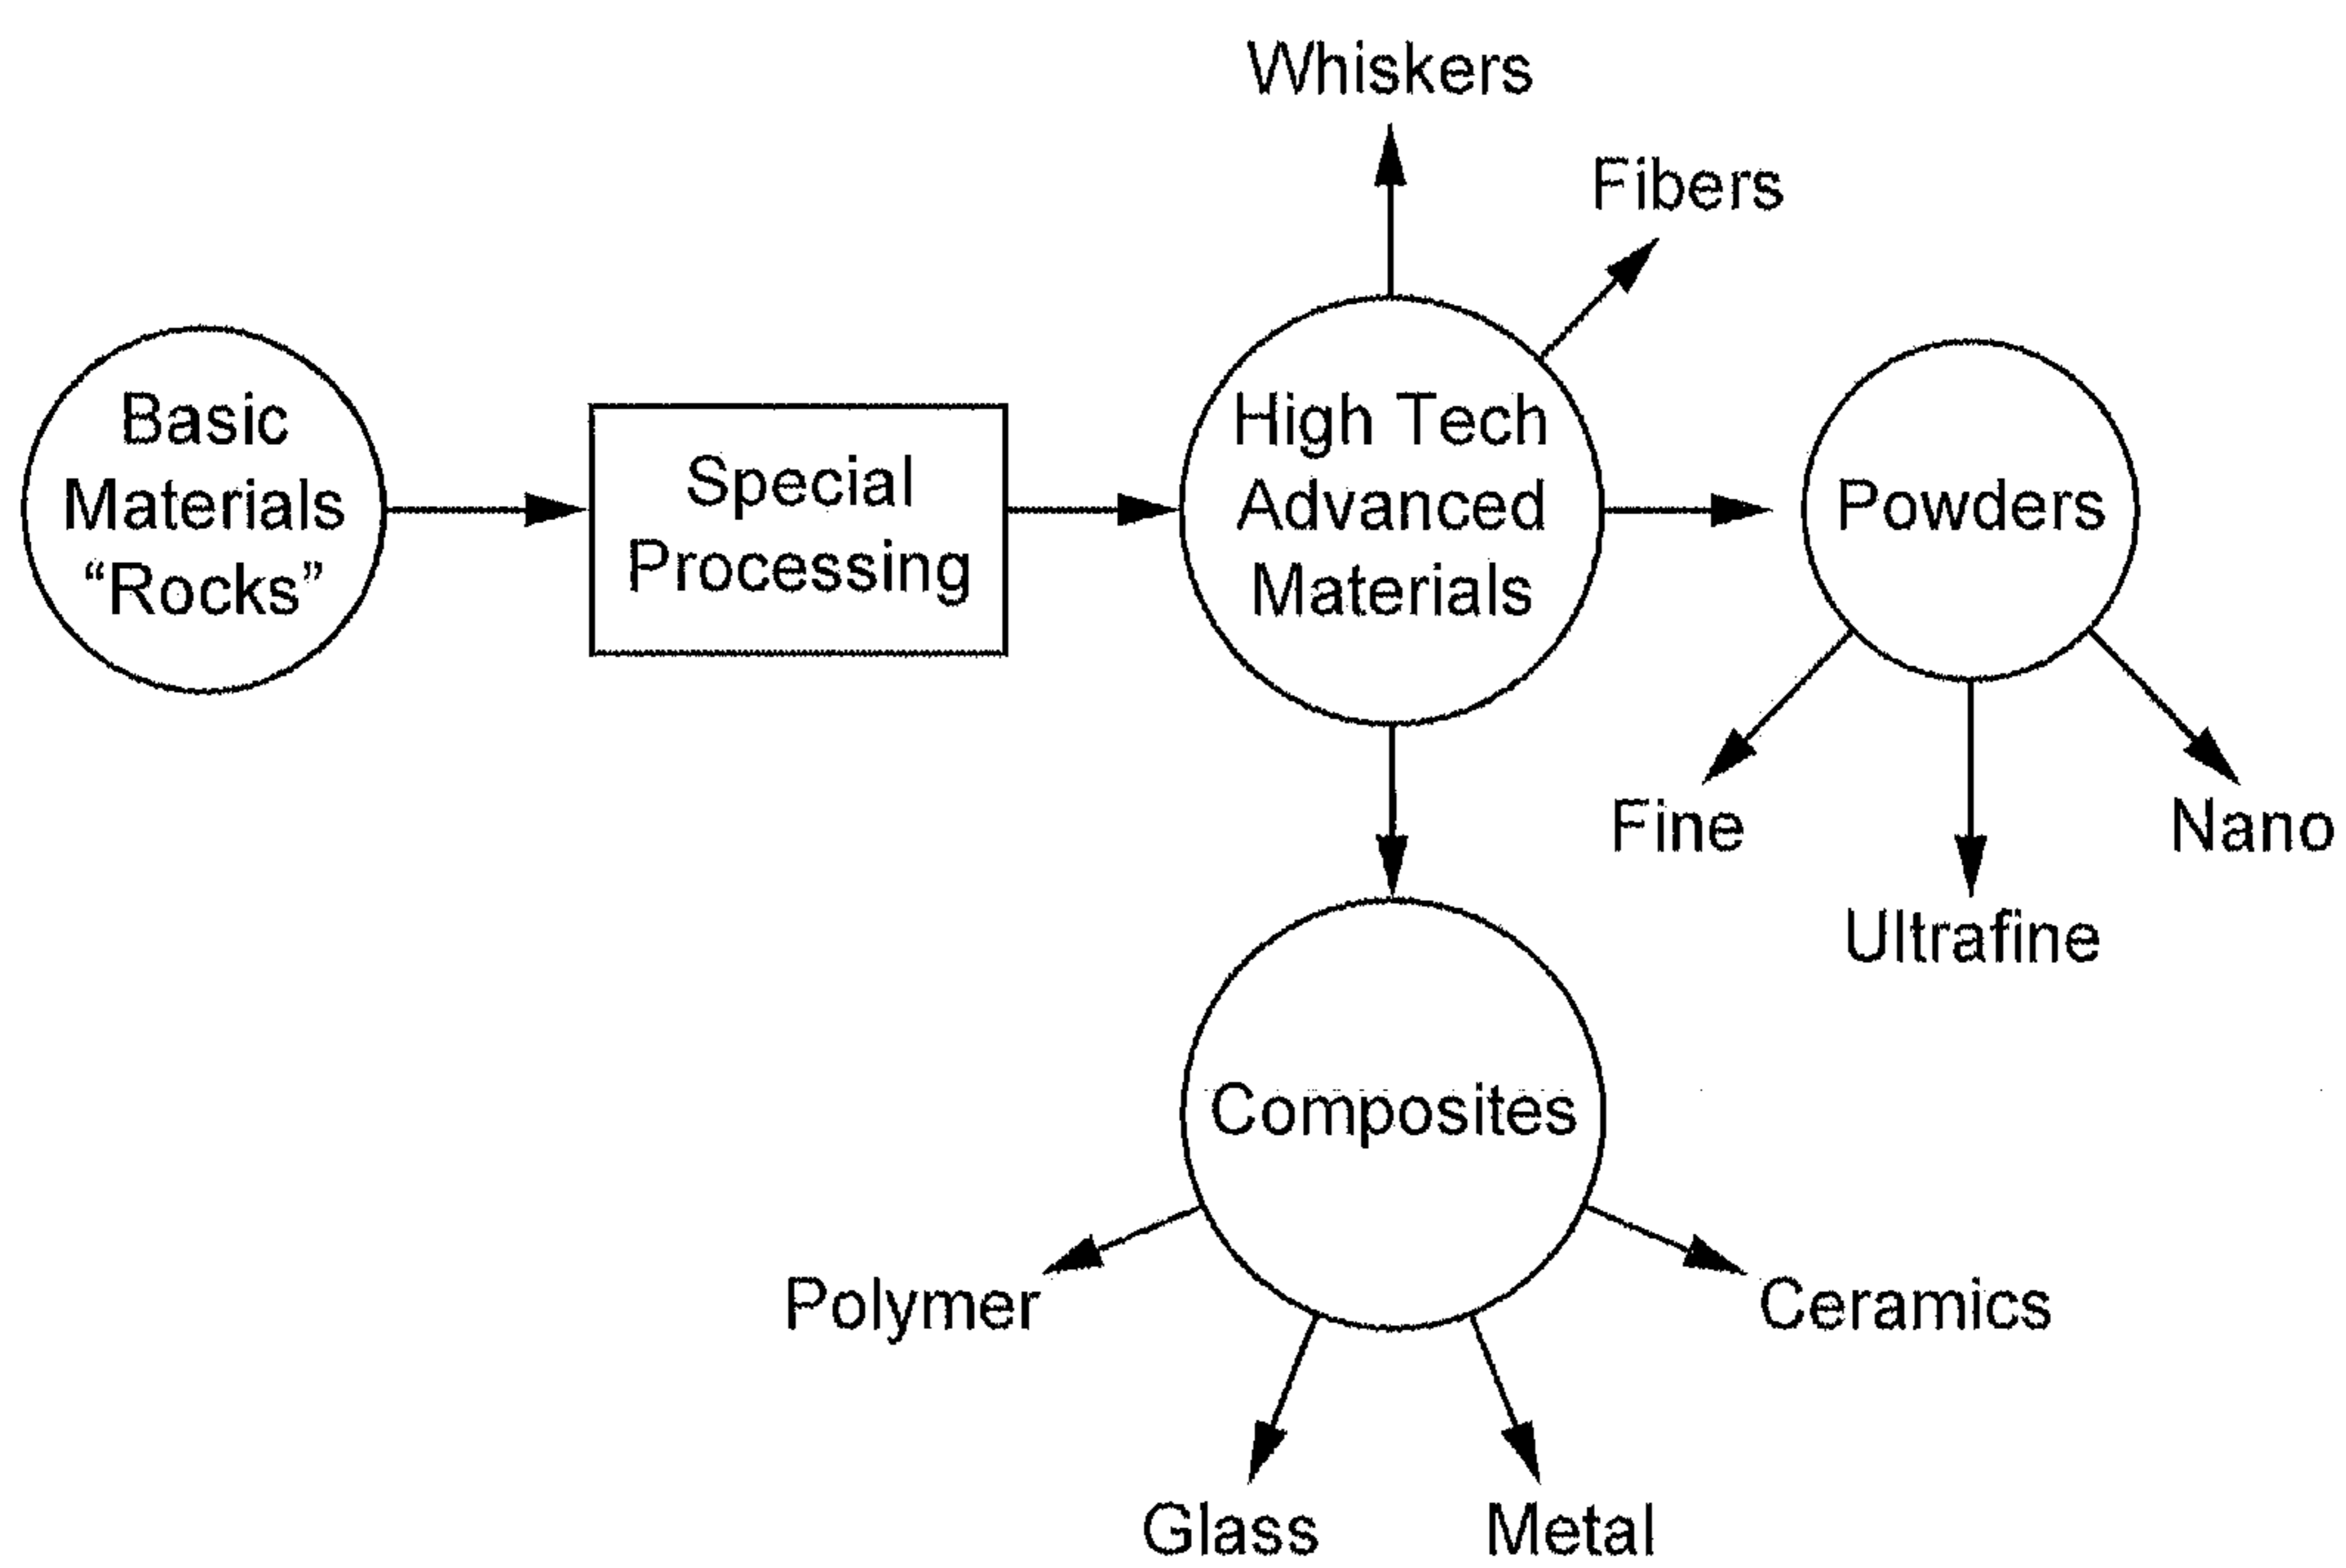 Whiskers
Fibers
Basic
Materials
“Rocks”
Special
Processing
High Tech
Advanced
Materials
Powders
Fine
Ultrafine
Nano
Composites
Polymer
Glass
Metal
Ceramics